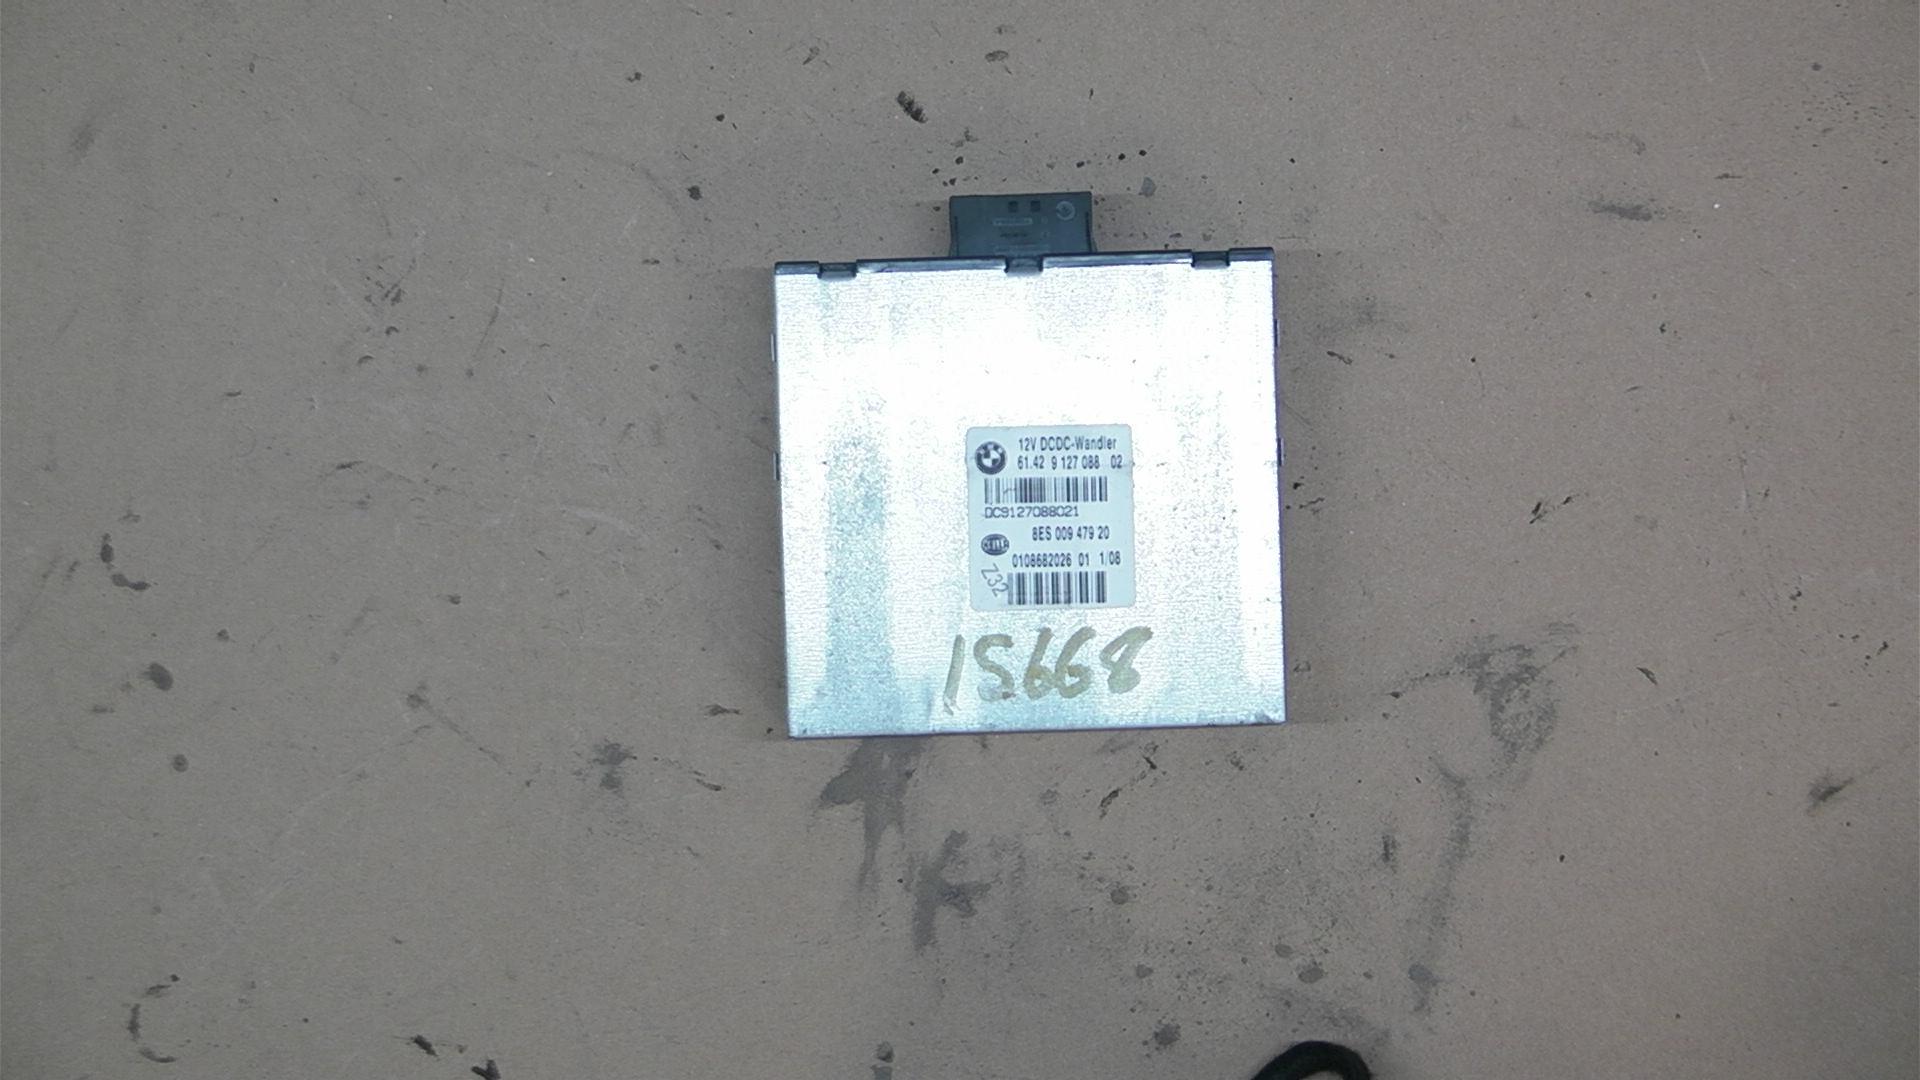 12V DCDC-Wandler
61.42 9 127 088 02
DC9127088021
8ES 009 479 20
HELLA
0108682026 01 1/08
Z32
15668